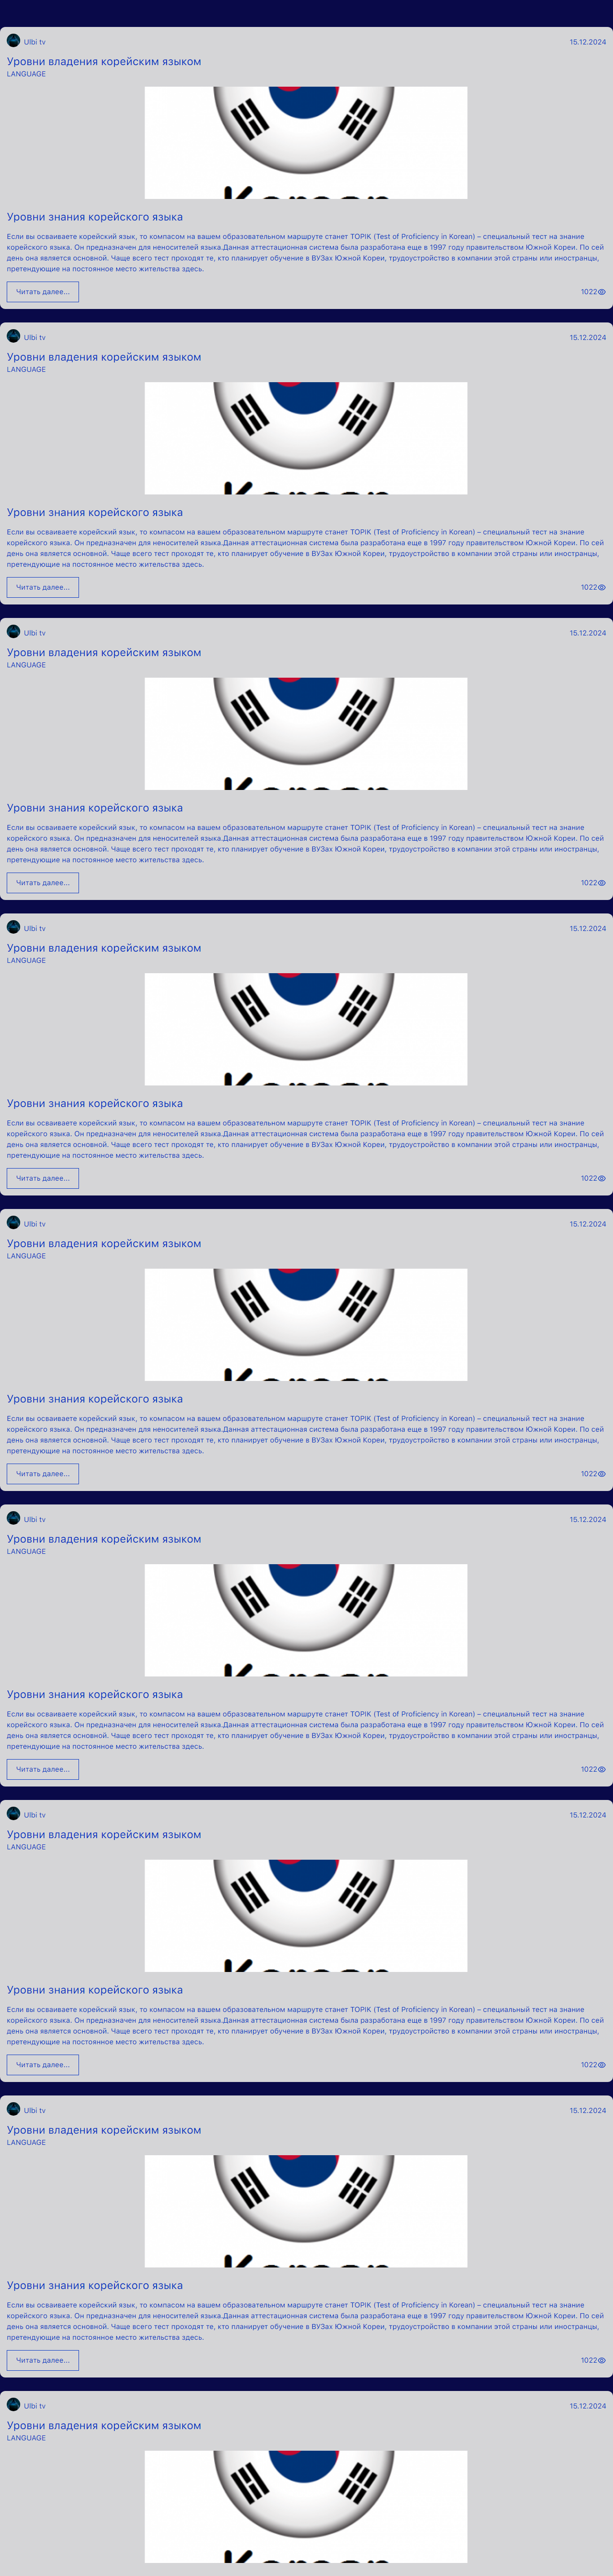 Ulbi tv 15.12.2024
Уровни владения корейским языком
LANGUAGE
Korean
Уровни знания корейского языка
Если вы осваиваете корейский язык, то компасом на вашем образовательном маршруте станет TOPIK (Test of Proficiency in Korean) – специальный тест на знание
корейского языка. Он предназначен для неносителей языка.Данная аттестационная система была разработана еще в 1997 году правительством Южной Кореи. По сей
день она является основной. Чаще всего тест проходят те, кто планирует обучение в ВУЗах Южной Кореи, трудоустройство в компании этой страны или иностранцы,
претендующие на постоянное место жительства здесь.
Читать далее... 1022
Ulbi tv 15.12.2024
Уровни владения корейским языком
LANGUAGE
Korean
Уровни знания корейского языка
Если вы осваиваете корейский язык, то компасом на вашем образовательном маршруте станет TOPIK (Test of Proficiency in Korean) – специальный тест на знание
корейского языка. Он предназначен для неносителей языка.Данная аттестационная система была разработана еще в 1997 году правительством Южной Кореи. По сей
день она является основной. Чаще всего тест проходят те, кто планирует обучение в ВУЗах Южной Кореи, трудоустройство в компании этой страны или иностранцы,
претендующие на постоянное место жительства здесь.
Читать далее... 1022
Ulbi tv 15.12.2024
Уровни владения корейским языком
LANGUAGE
Korean
Уровни знания корейского языка
Если вы осваиваете корейский язык, то компасом на вашем образовательном маршруте станет TOPIK (Test of Proficiency in Korean) – специальный тест на знание
корейского языка. Он предназначен для неносителей языка.Данная аттестационная система была разработана еще в 1997 году правительством Южной Кореи. По сей
день она является основной. Чаще всего тест проходят те, кто планирует обучение в ВУЗах Южной Кореи, трудоустройство в компании этой страны или иностранцы,
претендующие на постоянное место жительства здесь.
Читать далее... 1022
Ulbi tv 15.12.2024
Уровни владения корейским языком
LANGUAGE
Korean
Уровни знания корейского языка
Если вы осваиваете корейский язык, то компасом на вашем образовательном маршруте станет TOPIK (Test of Proficiency in Korean) – специальный тест на знание
корейского языка. Он предназначен для неносителей языка.Данная аттестационная система была разработана еще в 1997 году правительством Южной Кореи. По сей
день она является основной. Чаще всего тест проходят те, кто планирует обучение в ВУЗах Южной Кореи, трудоустройство в компании этой страны или иностранцы,
претендующие на постоянное место жительства здесь.
Читать далее... 1022
Ulbi tv 15.12.2024
Уровни владения корейским языком
LANGUAGE
Korean
Уровни знания корейского языка
Если вы осваиваете корейский язык, то компасом на вашем образовательном маршруте станет TOPIK (Test of Proficiency in Korean) – специальный тест на знание
корейского языка. Он предназначен для неносителей языка.Данная аттестационная система была разработана еще в 1997 году правительством Южной Кореи. По сей
день она является основной. Чаще всего тест проходят те, кто планирует обучение в ВУЗах Южной Кореи, трудоустройство в компании этой страны или иностранцы,
претендующие на постоянное место жительства здесь.
Читать далее... 1022
Ulbi tv 15.12.2024
Уровни владения корейским языком
LANGUAGE
Korean
Уровни знания корейского языка
Если вы осваиваете корейский язык, то компасом на вашем образовательном маршруте станет TOPIK (Test of Proficiency in Korean) – специальный тест на знание
корейского языка. Он предназначен для неносителей языка.Данная аттестационная система была разработана еще в 1997 году правительством Южной Кореи. По сей
день она является основной. Чаще всего тест проходят те, кто планирует обучение в ВУЗах Южной Кореи, трудоустройство в компании этой страны или иностранцы,
претендующие на постоянное место жительства здесь.
Читать далее... 1022
Ulbi tv 15.12.2024
Уровни владения корейским языком
LANGUAGE
Korean
Уровни знания корейского языка
Если вы осваиваете корейский язык, то компасом на вашем образовательном маршруте станет TOPIK (Test of Proficiency in Korean) – специальный тест на знание
корейского языка. Он предназначен для неносителей языка.Данная аттестационная система была разработана еще в 1997 году правительством Южной Кореи. По сей
день она является основной. Чаще всего тест проходят те, кто планирует обучение в ВУЗах Южной Кореи, трудоустройство в компании этой страны или иностранцы,
претендующие на постоянное место жительства здесь.
Читать далее... 1022
Ulbi tv 15.12.2024
Уровни владения корейским языком
LANGUAGE
Korean
Уровни знания корейского языка
Если вы осваиваете корейский язык, то компасом на вашем образовательном маршруте станет TOPIK (Test of Proficiency in Korean) – специальный тест на знание
корейского языка. Он предназначен для неносителей языка.Данная аттестационная система была разработана еще в 1997 году правительством Южной Кореи. По сей
день она является основной. Чаще всего тест проходят те, кто планирует обучение в ВУЗах Южной Кореи, трудоустройство в компании этой страны или иностранцы,
претендующие на постоянное место жительства здесь.
Читать далее... 1022
Ulbi tv 15.12.2024
Уровни владения корейским языком
LANGUAGE
Korean